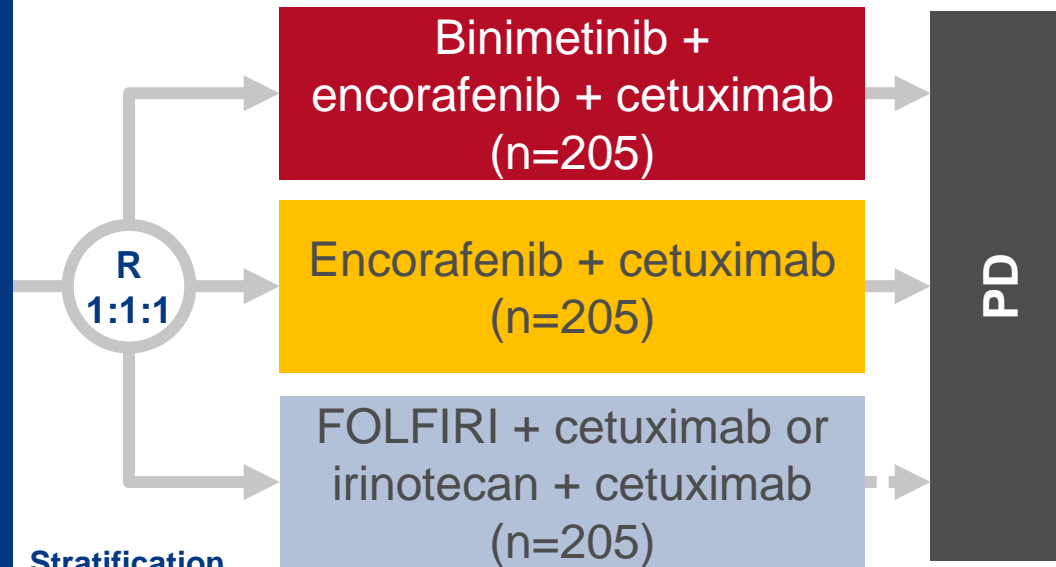 Binimetinib +
encorafenib + cetuximab
(n=205)
R
1:1:1
Encorafenib + cetuximab
(n=205)
PD
FOLFIRI + cetuximab or
irinotecan + cetuximab
(n=205)
Stratification